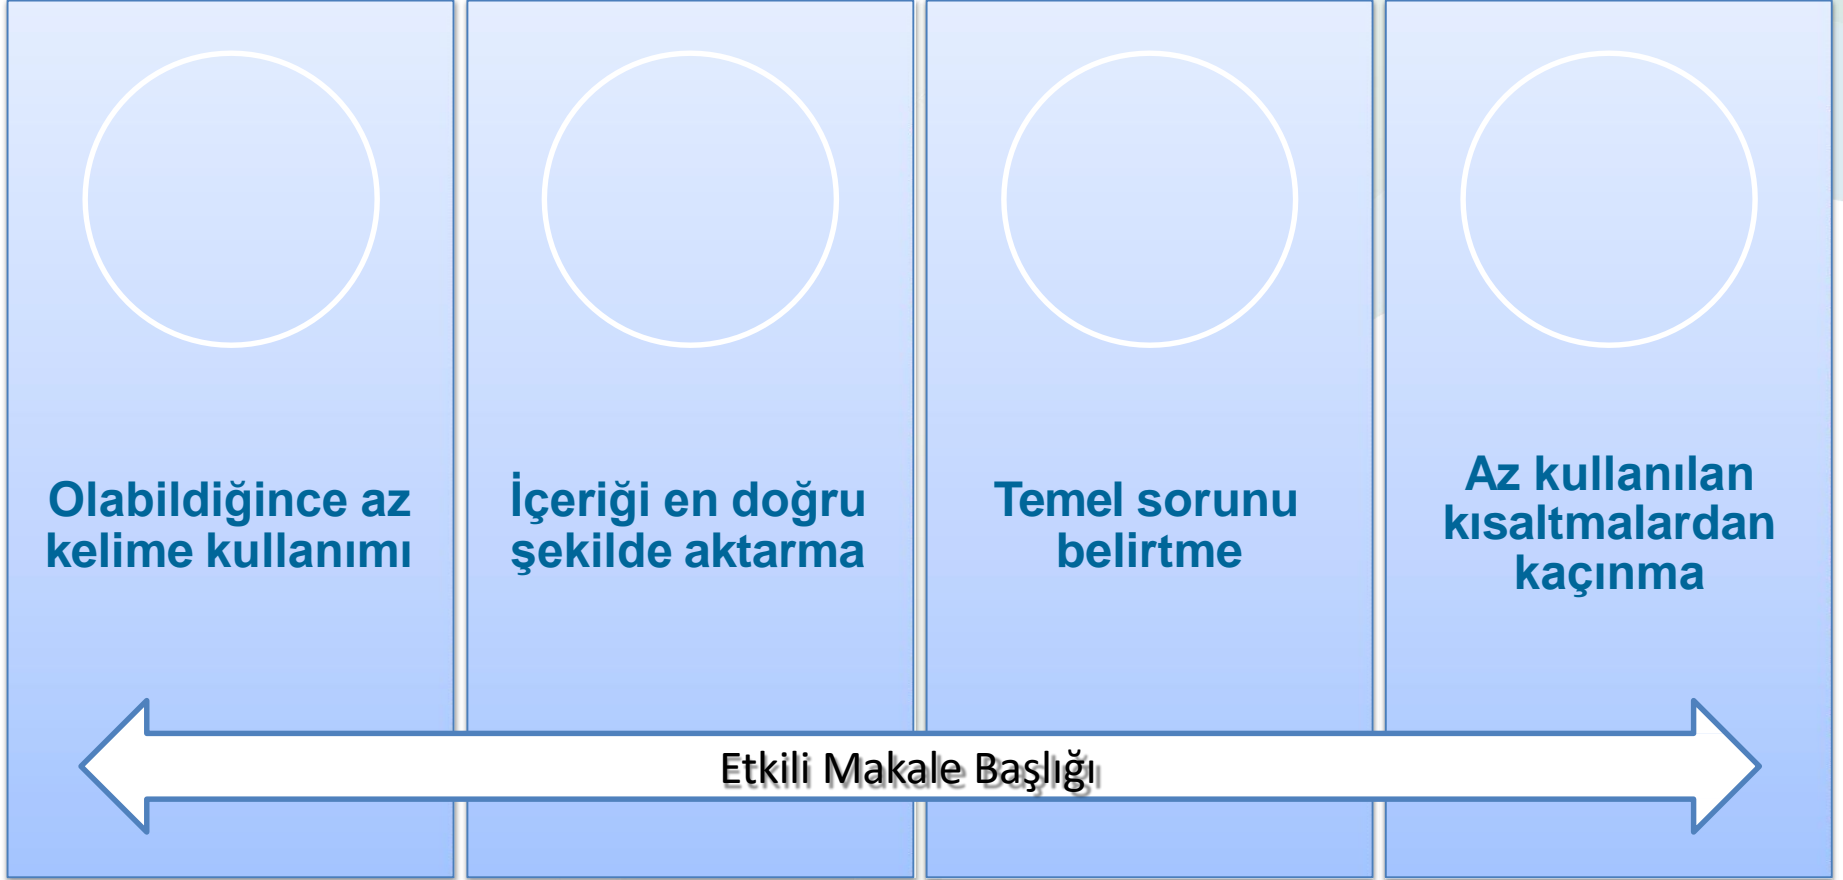 Olabildiğince az
kelime kullanımı
İçeriği en doğru
şekilde aktarma
Temel sorunu
belirtme
Az kullanılan
kısaltmalardan
kaçınma
Etkili Makale Başlığı